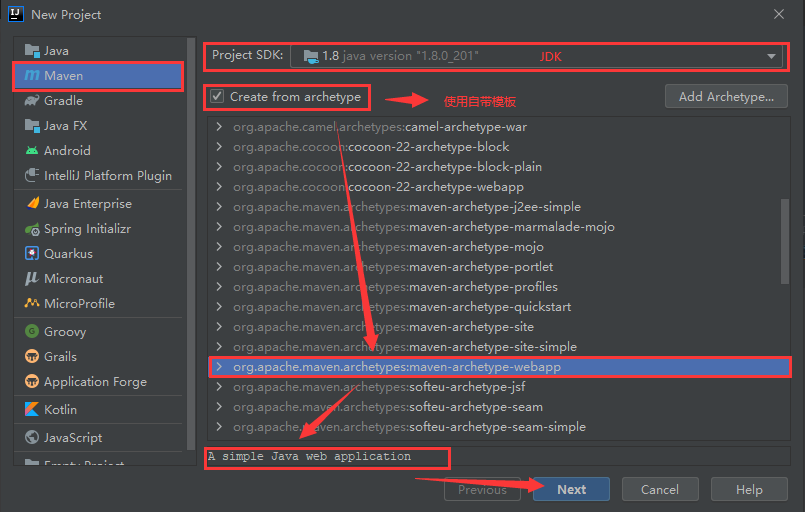 New Project
Java
Maven
Gradle
Java FX
Android
IntelliJ Platform Plugin
Java Enterprise
Spring Initializr
Quarkus
Micronaut
MicroProfile
Groovy
Grails
Application Forge
Kotlin
JavaScript
Empty Project
Project SDK: 1.8 java version "1.8.0_201" JDK
Create from archetype 使用自带模板 Add Archetype...
org.apache.camel.archetypes:camel-archetype-war
org.apache.cocoon:cocoon-22-archetype-block
org.apache.cocoon:cocoon-22-archetype-block-plain
org.apache.cocoon:cocoon-22-archetype-webapp
org.apache.maven.archetypes:maven-archetype-j2ee-simple
org.apache.maven.archetypes:maven-archetype-marmalade-mojo
org.apache.maven.archetypes:maven-archetype-mojo
org.apache.maven.archetypes:maven-archetype-portlet
org.apache.maven.archetypes:maven-archetype-profiles
org.apache.maven.archetypes:maven-archetype-quickstart
org.apache.maven.archetypes:maven-archetype-site
org.apache.maven.archetypes:maven-archetype-site-simple
org.apache.maven.archetypes:maven-archetype-webapp
org.apache.maven.archetypes:softeu-archetype-jsf
org.apache.maven.archetypes:softeu-archetype-seam
org.apache.maven.archetypes:softeu-archetype-seam-simple
A simple Java web application
Previous Next Cancel Help